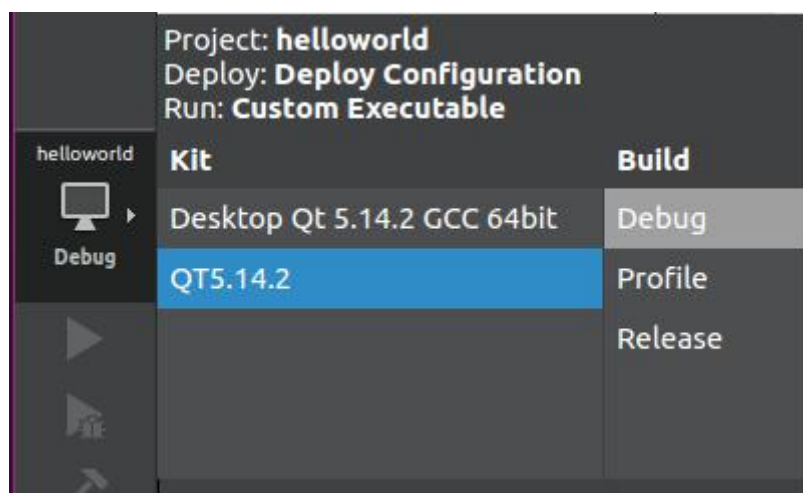 Project: helloworld
Deploy: Deploy Configuration
Run: Custom Executable
helloworld
Debug
Kit
Desktop Qt 5.14.2 GCC 64bit
QT5.14.2
Build
Debug
Profile
Release